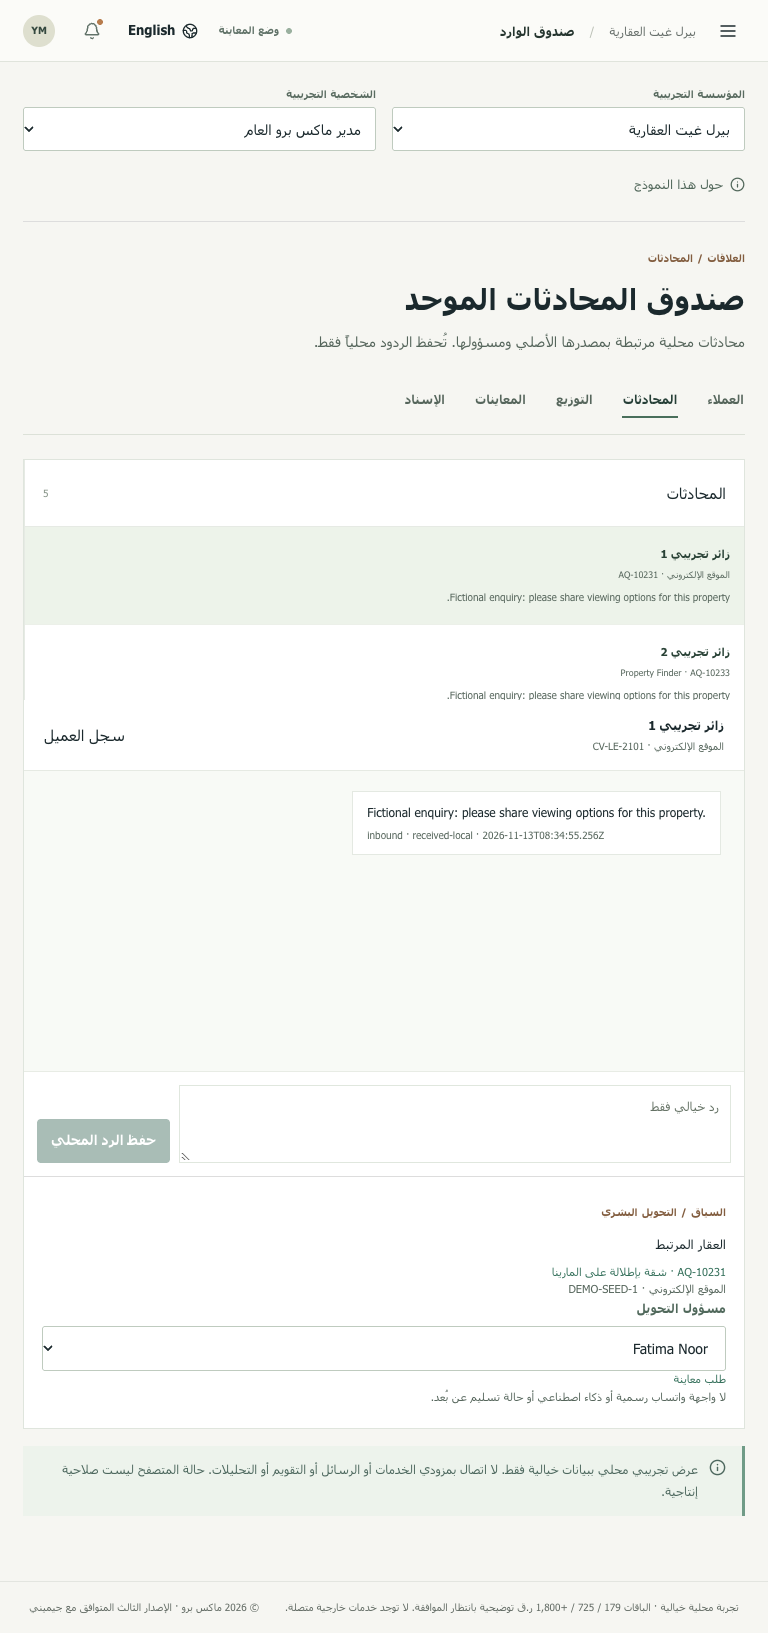 بيرل غيت العقارية / صندوق الوارد
وضع المعاينة
English
YM
المؤسسة التجريبية
بيرل غيت العقارية
الشخصية التجريبية
مدير ماكس برو العام
حول هذا النموذج
العلاقات / المحادثات
صندوق المحادثات الموحد
محادثات محلية مرتبطة بمصدرها الأصلي ومسؤولها. تُحفظ الردود محلياً فقط.
العملاء المحادثات التوزيع المعاينات الإسناد
المحادثات
5
زائر تجريبي 1
الموقع الإلكتروني · AQ-10231
Fictional enquiry: please share viewing options for this property.
زائر تجريبي 2
Property Finder · AQ-10233
Fictional enquiry: please share viewing options for this property.
زائر تجريبي 1
الموقع الإلكتروني · CV-LE-2101
سجل العميل
Fictional enquiry: please share viewing options for this property.
inbound · received-local · 2026-11-13T08:34:55.256Z
رد خيالي فقط
حفظ الرد المحلي
السياق / التحويل البشري
العقار المرتبط
AQ-10231 · شقة بإطلالة على المارينا
الموقع الإلكتروني · DEMO-SEED-1
مسؤول التحويل
Fatima Noor
طلب معاينة
لا واجهة واتساب رسمية أو ذكاء اصطناعي أو حالة تسليم عن بُعد.
عرض تجريبي محلي ببيانات خيالية فقط. لا اتصال بمزودي الخدمات أو الرسائل أو التقويم أو التحليلات. حالة المتصفح ليست صلاحية
إنتاجية.
تجربة محلية خيالية · الباقات 179 / 725 / +1,800 ر.ق توضيحية بانتظار الموافقة. لا توجد خدمات خارجية متصلة.
© 2026 ماكس برو · الإصدار الثالث المتوافق مع جيميني